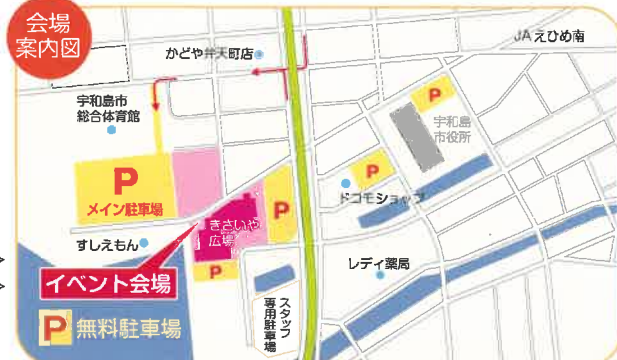 会場
案内図
かどや弁天町店
JAえひめ南
宇和島市
総合体育館
P
宇和島
市役所
P
メイン駐車場
P
ドコモショップ
きさいや
広場
P
すしえもん
P
レディ薬局
イベント会場
スタッフ
専用駐車場
P 無料駐車場